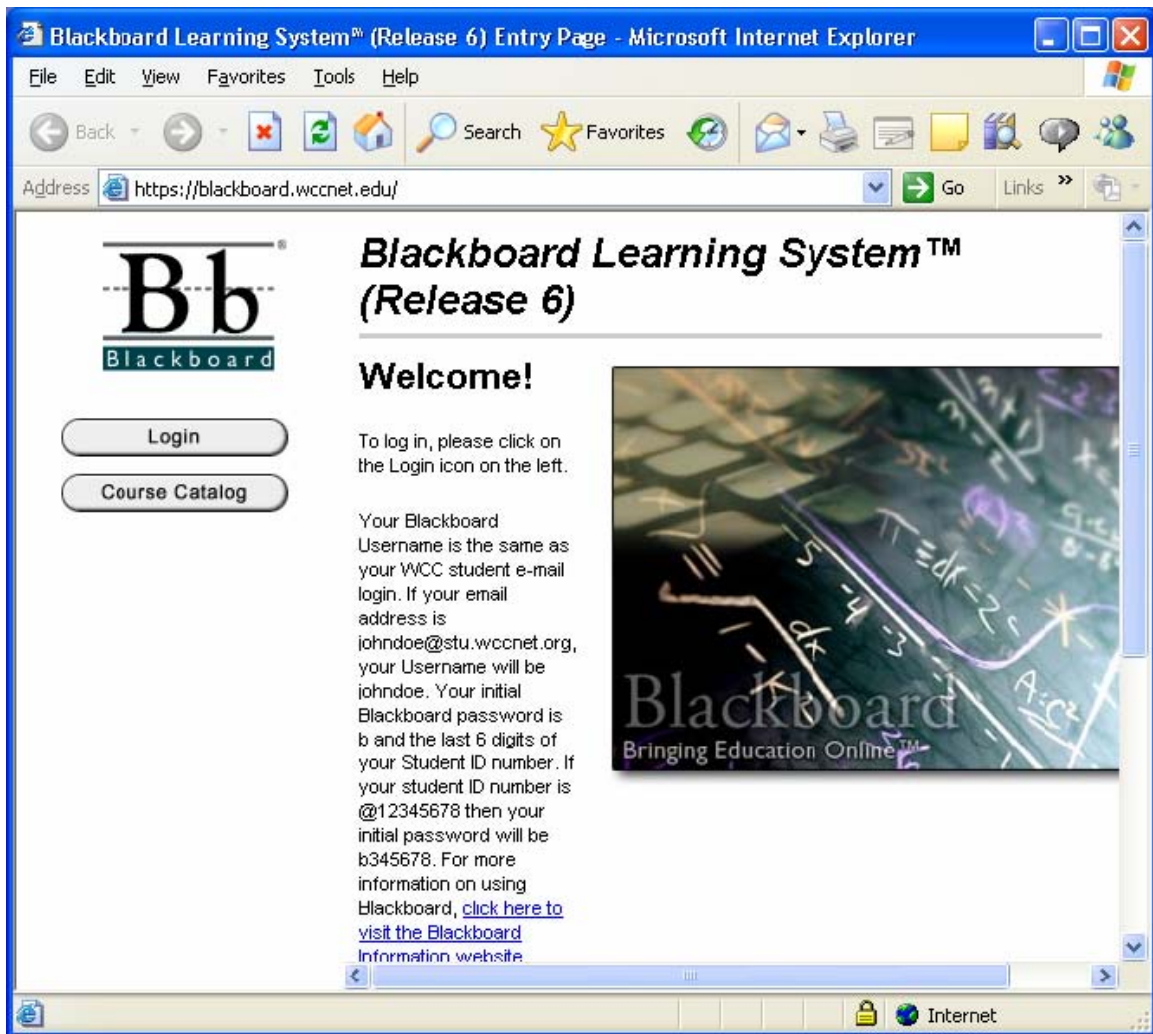 Blackboard Learning System™ (Release 6) Entry Page - Microsoft Internet Explorer
File Edit View Favorites Tools Help
Back Search Favorites
Address https://blackboard.wccnet.edu/ Go Links »
Bb®
Blackboard
Login
Course Catalog
Blackboard Learning System™
(Release 6)
Welcome!
To log in, please click on
the Login icon on the left.
Your Blackboard
Username is the same as
your WCC student e-mail
login. If your email
address is
johndoe@stu.wccnet.org,
your Username will be
johndoe. Your initial
Blackboard password is
b and the last 6 digits of
your Student ID number. If
your student ID number is
@12345678 then your
initial password will be
b345678. For more
information on using
Blackboard, click here to
visit the Blackboard
Information website
-5
-4
-3
π
dx
Blackboard
Bringing Education Online™
Internet